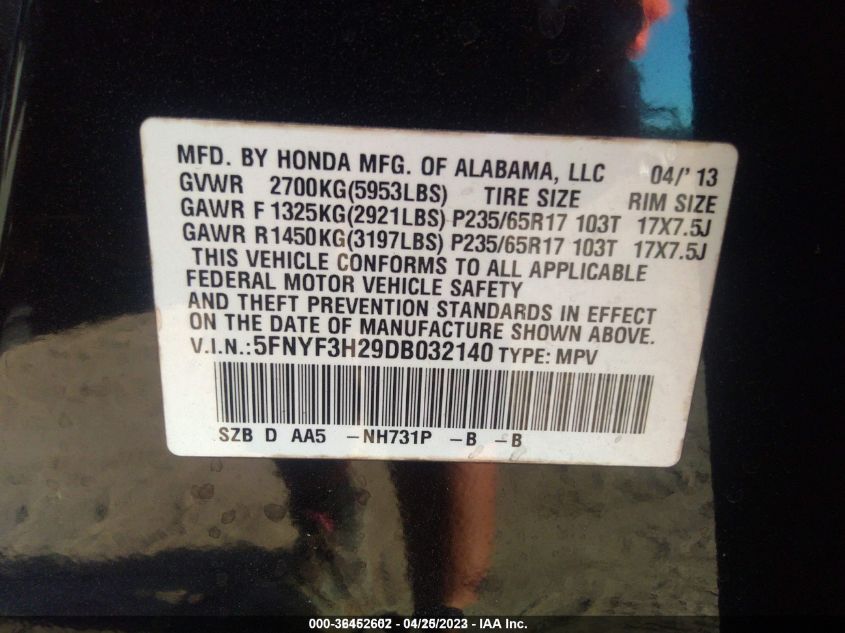 MFD. BY HONDA MFG. OF ALABAMA, LLC 04/' 13
GVWR 2700KG(5953LBS) TIRE SIZE RIM SIZE
GAWR F 1325KG(2921LBS) P235/65R17 103T 17X7.5J
GAWR R1450KG(3197LBS) P235/65R17 103T 17X7.5J
THIS VEHICLE CONFORMS TO ALL APPLICABLE
FEDERAL MOTOR VEHICLE SAFETY
AND THEFT PREVENTION STANDARDS IN EFFECT
ON THE DATE OF MANUFACTURE SHOWN ABOVE.
V.I.N.:5FNYF3H29DB032140 TYPE: MPV
SZB D AA5 -NH731P -B -B
000-36452602 - 04/26/2023 - IAA Inc.